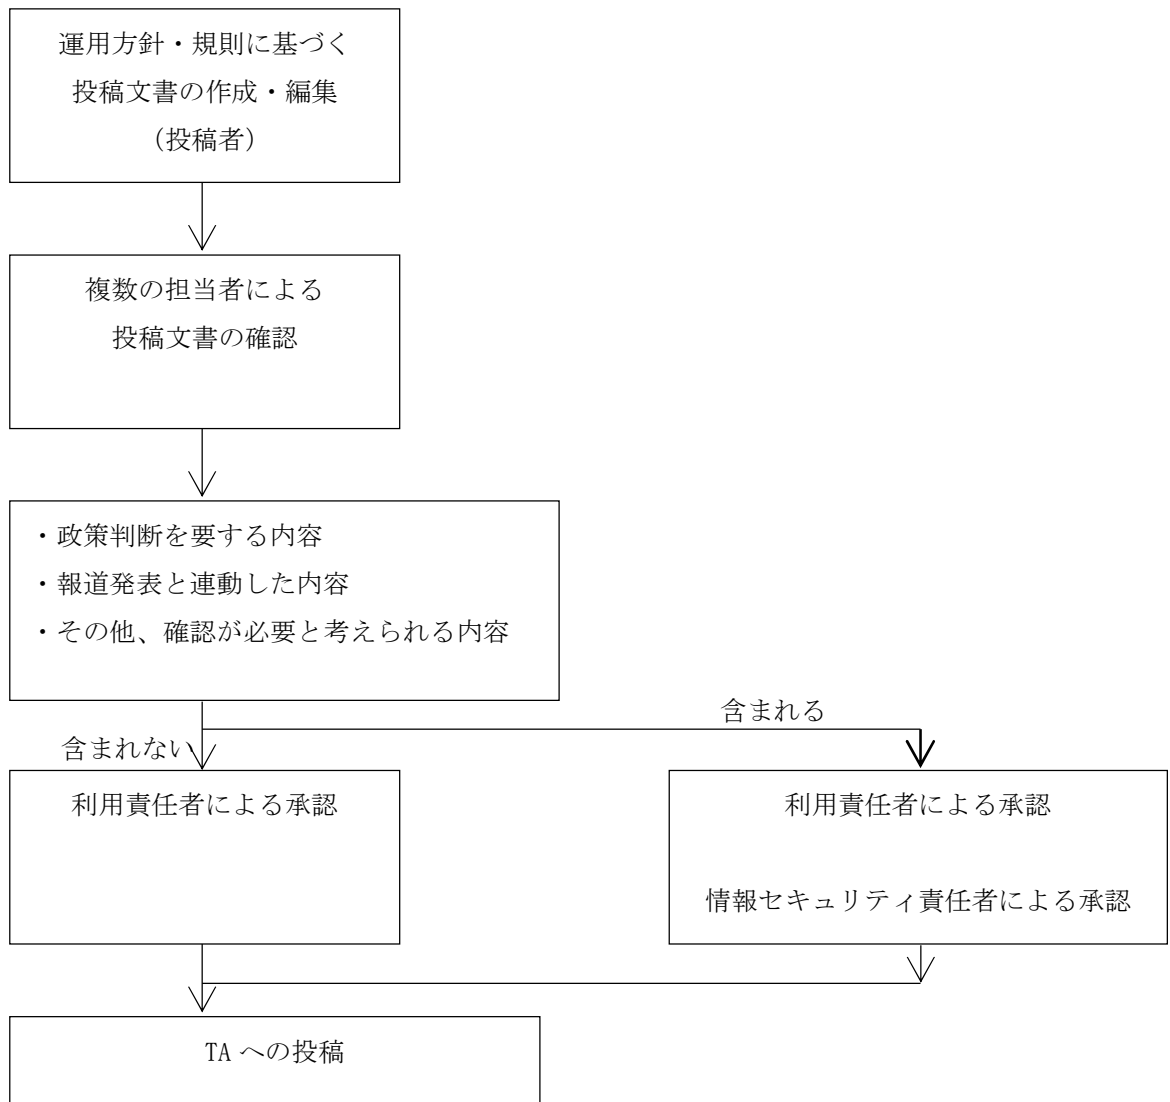 運用方針・規則に基づく
投稿文書の作成・編集
（投稿者）
複数の担当者による
投稿文書の確認
・政策判断を要する内容
・報道発表と連動した内容
・その他、確認が必要と考えられる内容
含まれる
含まれない
利用責任者による承認
利用責任者による承認
情報セキュリティ責任者による承認
TA への投稿